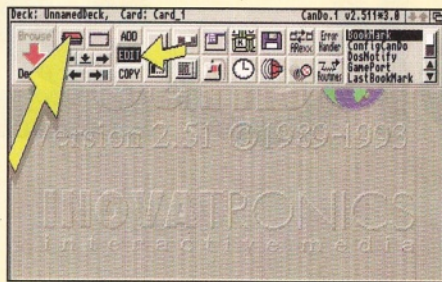 Deck: UnnamedDeck, Card: Card_1 CanDo.1 v2.511*3.0
Browse ADD ARexx Error Handler BookMark
EDIT ConfigCanDo
DosNotify
COPY Routines GamePort
LastBookMark
Version 2.51 ©1989-1993
INOVATRONICS
interactive media